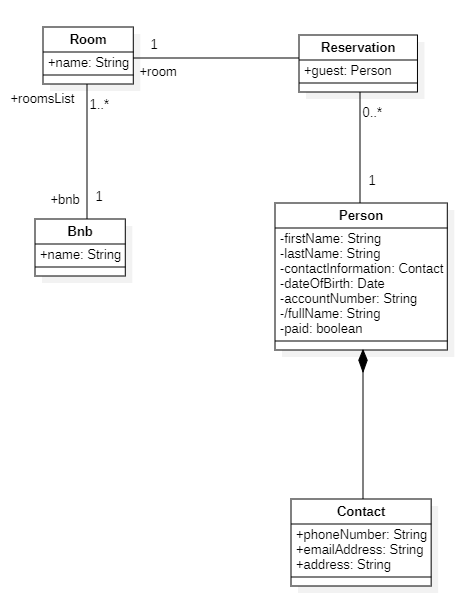 Room
+name: String
1
+room
Reservation
+guest: Person
+roomsList
1..*
0..*
+bnb
1
1
Bnb
+name: String
Person
-firstName: String
-lastName: String
-contactInformation: Contact
-dateOfBirth: Date
-accountNumber: String
-/fullName: String
-paid: boolean
Contact
+phoneNumber: String
+emailAddress: String
+address: String